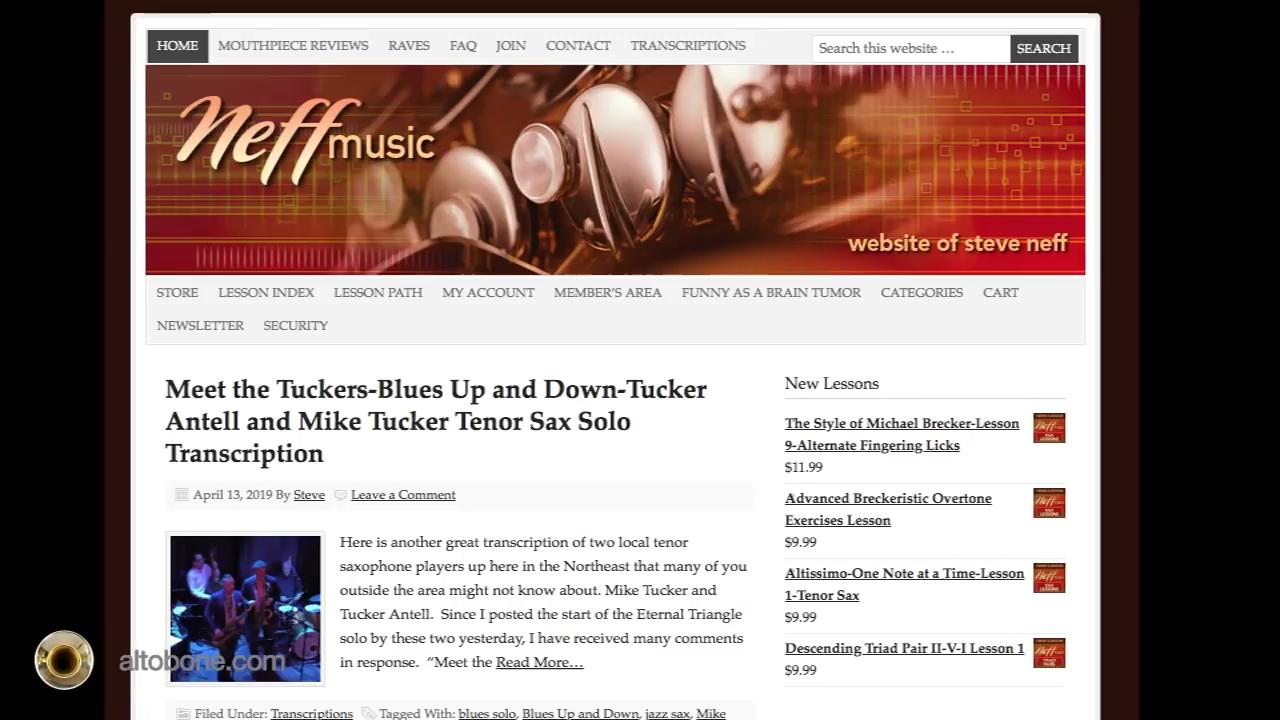 HOME MOUTHPIECE REVIEWS RAVES FAQ JOIN CONTACT TRANSCRIPTIONS Search this website … SEARCH
Neff music
website of steve neff
STORE LESSON INDEX LESSON PATH MY ACCOUNT MEMBER'S AREA FUNNY AS A BRAIN TUMOR CATEGORIES CART
NEWSLETTER SECURITY
Meet the Tuckers-Blues Up and Down-Tucker
Antell and Mike Tucker Tenor Sax Solo
Transcription
April 13, 2019 By Steve Leave a Comment
Here is another great transcription of two local tenor
saxophone players up here in the Northeast that many of you
outside the area might not know about. Mike Tucker and
Tucker Antell.  Since I posted the start of the Eternal Triangle
solo by these two yesterday, I have received many comments
in response.  “Meet the Read More…
Filed Under: Transcriptions Tagged With: blues solo, Blues Up and Down, jazz sax, Mike
New Lessons
The Style of Michael Brecker-Lesson
9-Alternate Fingering Licks
$11.99
Advanced Breckeristic Overtone
Exercises Lesson
$9.99
Altissimo-One Note at a Time-Lesson
1-Tenor Sax
$9.99
Descending Triad Pair II-V-I Lesson 1
$9.99
altobone.com